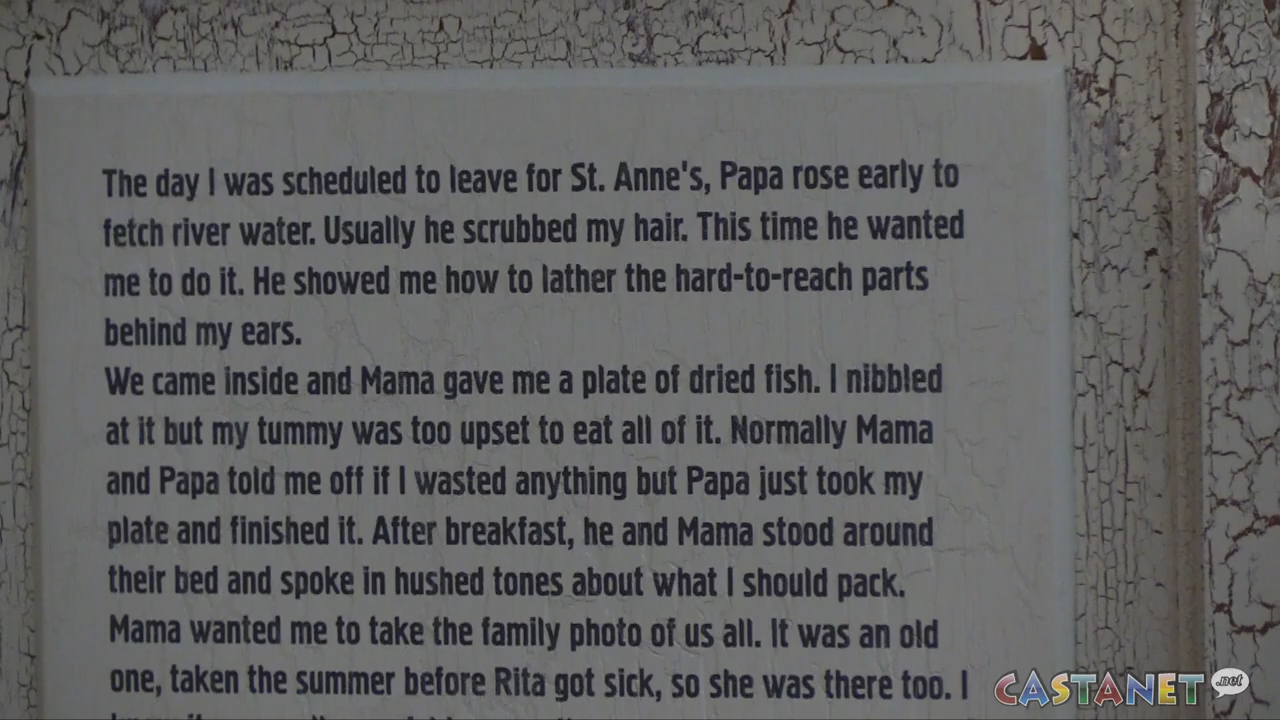 The day I was scheduled to leave for St. Anne's, Papa rose early to
fetch river water. Usually he scrubbed my hair. This time he wanted
me to do it. He showed me how to lather the hard-to-reach parts
behind my ears.
We came inside and Mama gave me a plate of dried fish. I nibbled
at it but my tummy was too upset to eat all of it. Normally Mama
and Papa told me off if I wasted anything but Papa just took my
plate and finished it. After breakfast, he and Mama stood around
their bed and spoke in hushed tones about what I should pack.
Mama wanted me to take the family photo of us all. It was an old
one, taken the summer before Rita got sick, so she was there too. I
CASTANET .net